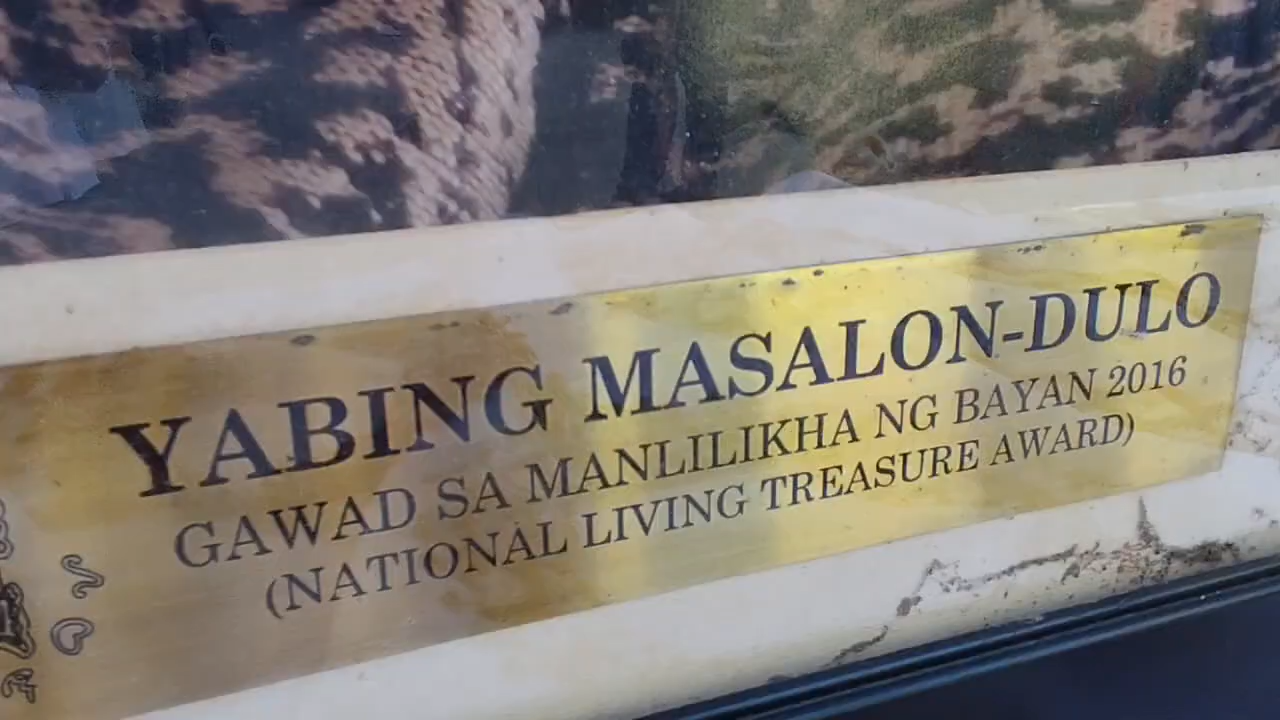 YABING MASALON-DULO
GAWAD SA MANLILIKHA NG BAYAN 2016
(NATIONAL LIVING TREASURE AWARD)